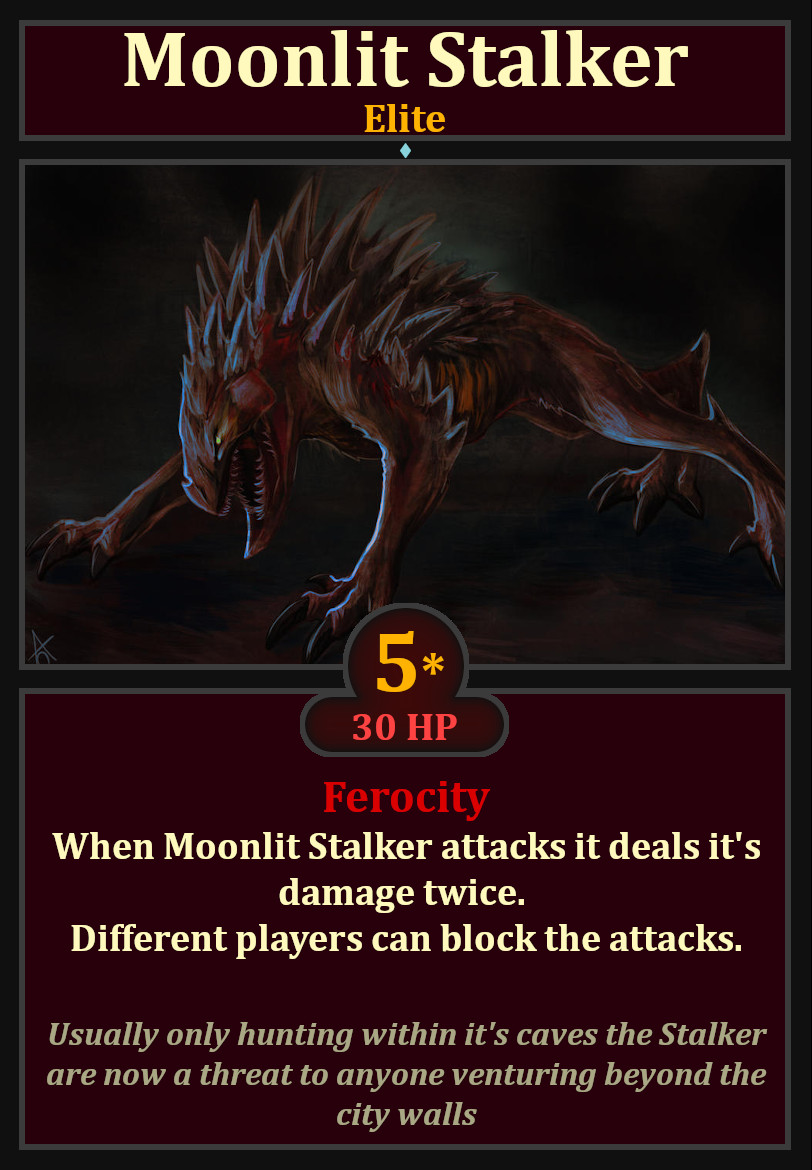 Moonlit Stalker
Elite
5*
30 HP
Ferocity
When Moonlit Stalker attacks it deals it's
damage twice.
Different players can block the attacks.
Usually only hunting within it's caves the Stalker
are now a threat to anyone venturing beyond the
city walls